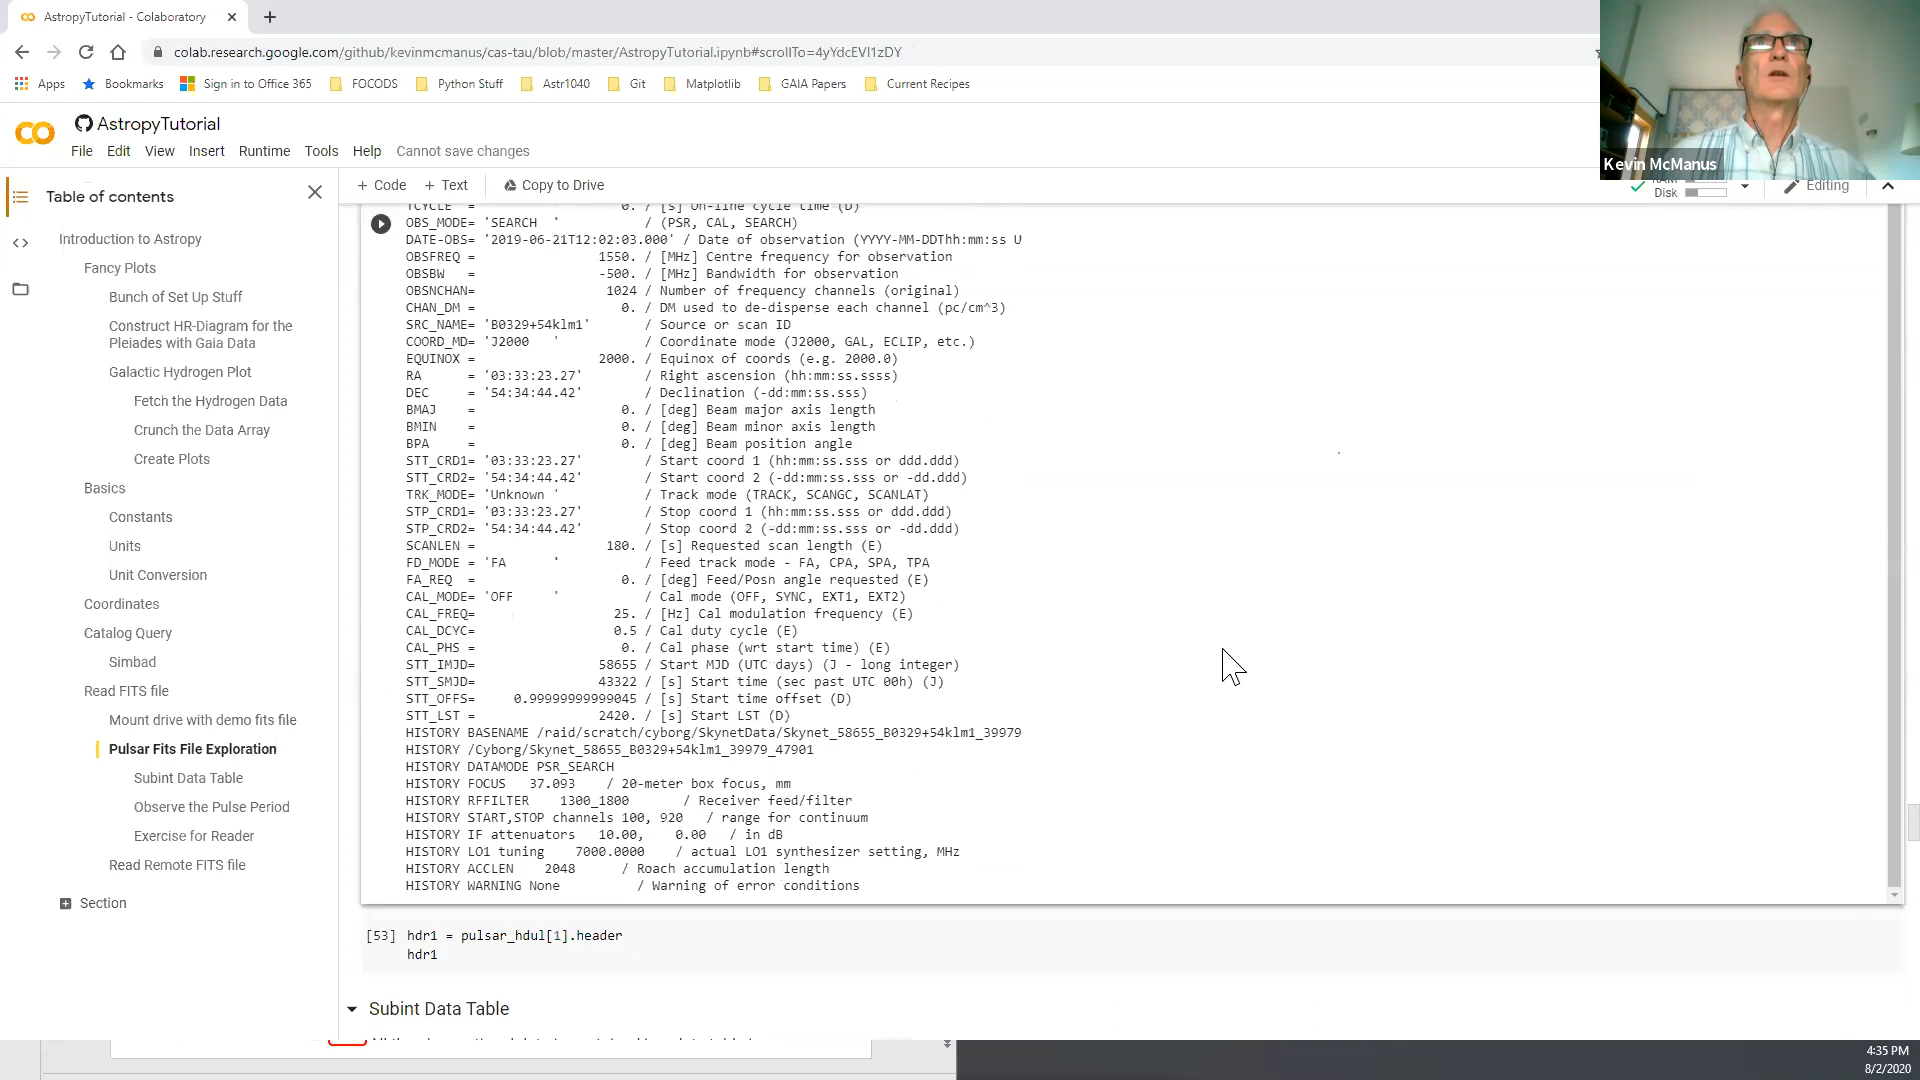 AstropyTutorial - Colaboratory
colab.research.google.com/github/kevinmcmanus/cas-tau/blob/master/AstropyTutorial.ipynb#scrollTo=4yYdcEVI1zDY
Apps Bookmarks Sign in to Office 365 FOCODS Python Stuff Astr1040 Git Matplotlib GAIA Papers Current Recipes
Kevin McManus
AstropyTutorial
File Edit View Insert Runtime Tools Help Cannot save changes
+ Code + Text Copy to Drive
Disk
Editing
Table of contents
Introduction to Astropy
Fancy Plots
Bunch of Set Up Stuff
Construct HR-Diagram for the
Pleiades with Gaia Data
Galactic Hydrogen Plot
Fetch the Hydrogen Data
Crunch the Data Array
Create Plots
Basics
Constants
Units
Unit Conversion
Coordinates
Catalog Query
Simbad
Read FITS file
Mount drive with demo fits file
Pulsar Fits File Exploration
Subint Data Table
Observe the Pulse Period
Exercise for Reader
Read Remote FITS file
Section
TCYCLE = 0. / [s] On-line cycle time (D)
OBS_MODE= 'SEARCH ' / (PSR, CAL, SEARCH)
DATE-OBS= '2019-06-21T12:02:03.000' / Date of observation (YYYY-MM-DDThh:mm:ss U
OBSFREQ = 1550. / [MHz] Centre frequency for observation
OBSBW = -500. / [MHz] Bandwidth for observation
OBSNCHAN= 1024 / Number of frequency channels (original)
CHAN_DM = 0. / DM used to de-disperse each channel (pc/cm^3)
SRC_NAME= 'B0329+54klm1' / Source or scan ID
COORD_MD= 'J2000 ' / Coordinate mode (J2000, GAL, ECLIP, etc.)
EQUINOX = 2000. / Equinox of coords (e.g. 2000.0)
RA = '03:33:23.27' / Right ascension (hh:mm:ss.ssss)
DEC = '54:34:44.42' / Declination (-dd:mm:ss.sss)
BMAJ = 0. / [deg] Beam major axis length
BMIN = 0. / [deg] Beam minor axis length
BPA = 0. / [deg] Beam position angle
STT_CRD1= '03:33:23.27' / Start coord 1 (hh:mm:ss.sss or ddd.ddd)
STT_CRD2= '54:34:44.42' / Start coord 2 (-dd:mm:ss.sss or -dd.ddd)
TRK_MODE= 'Unknown ' / Track mode (TRACK, SCANGC, SCANLAT)
STP_CRD1= '03:33:23.27' / Stop coord 1 (hh:mm:ss.sss or ddd.ddd)
STP_CRD2= '54:34:44.42' / Stop coord 2 (-dd:mm:ss.sss or -dd.ddd)
SCANLEN = 180. / [s] Requested scan length (E)
FD_MODE = 'FA ' / Feed track mode - FA, CPA, SPA, TPA
FA_REQ = 0. / [deg] Feed/Posn angle requested (E)
CAL_MODE= 'OFF ' / Cal mode (OFF, SYNC, EXT1, EXT2)
CAL_FREQ= 25. / [Hz] Cal modulation frequency (E)
CAL_DCYC= 0.5 / Cal duty cycle (E)
CAL_PHS = 0. / Cal phase (wrt start time) (E)
STT_IMJD= 58655 / Start MJD (UTC days) (J - long integer)
STT_SMJD= 43322 / [s] Start time (sec past UTC 00h) (J)
STT_OFFS= 0.99999999999045 / [s] Start time offset (D)
STT_LST = 2420. / [s] Start LST (D)
HISTORY BASENAME /raid/scratch/cyborg/SkynetData/Skynet_58655_B0329+54klm1_39979
HISTORY /Cyborg/Skynet_58655_B0329+54klm1_39979_47901
HISTORY DATAMODE PSR_SEARCH
HISTORY FOCUS 37.093 / 20-meter box focus, mm
HISTORY RFFILTER 1300_1800 / Receiver feed/filter
HISTORY START,STOP channels 100, 920 / range for continuum
HISTORY IF attenuators 10.00, 0.00 / in dB
HISTORY LO1 tuning 7000.0000 / actual LO1 synthesizer setting, MHz
HISTORY ACCLEN 2048 / Roach accumulation length
HISTORY WARNING None / Warning of error conditions
[53] hdr1 = pulsar_hdul[1].header
hdr1
Subint Data Table
4:35 PM
8/2/2020